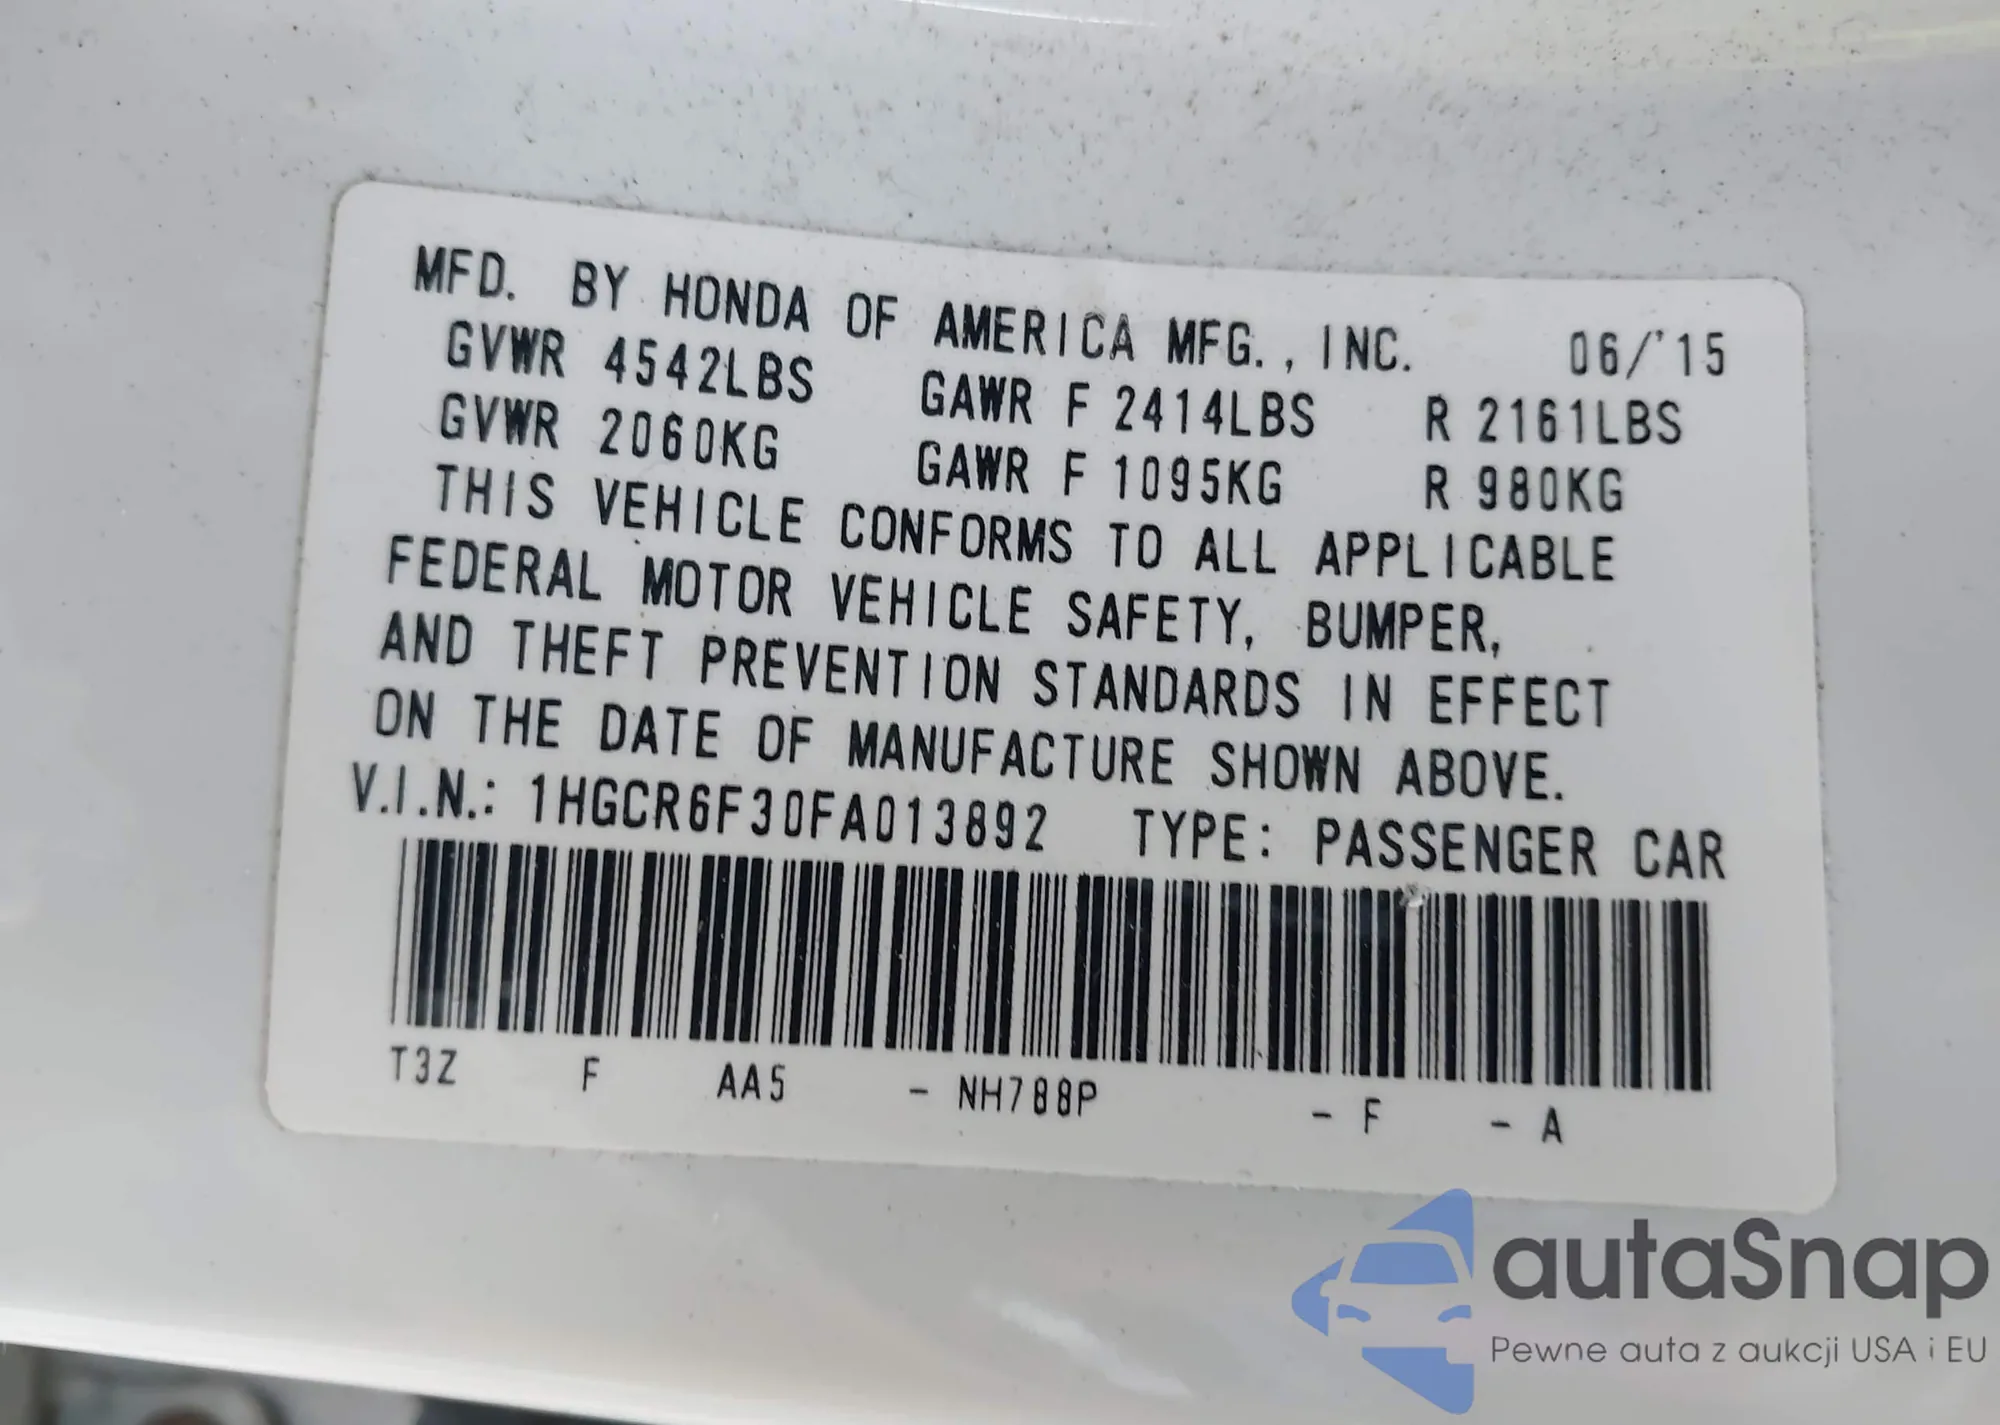 MFD. BY HONDA OF AMERICA MFG., INC. 06/'15
GVWR 4542LBS GAWR F 2414LBS R 2161LBS
GVWR 2060KG GAWR F 1095KG R 980KG
THIS VEHICLE CONFORMS TO ALL APPLICABLE
FEDERAL MOTOR VEHICLE SAFETY, BUMPER,
AND THEFT PREVENTION STANDARDS IN EFFECT
ON THE DATE OF MANUFACTURE SHOWN ABOVE.
V.I.N.: 1HGCR6F30FA013892 TYPE: PASSENGER CAR
T3Z F AA5 - NH788P - F - A
autaSnap
Pewne auta z aukcji USA i EU